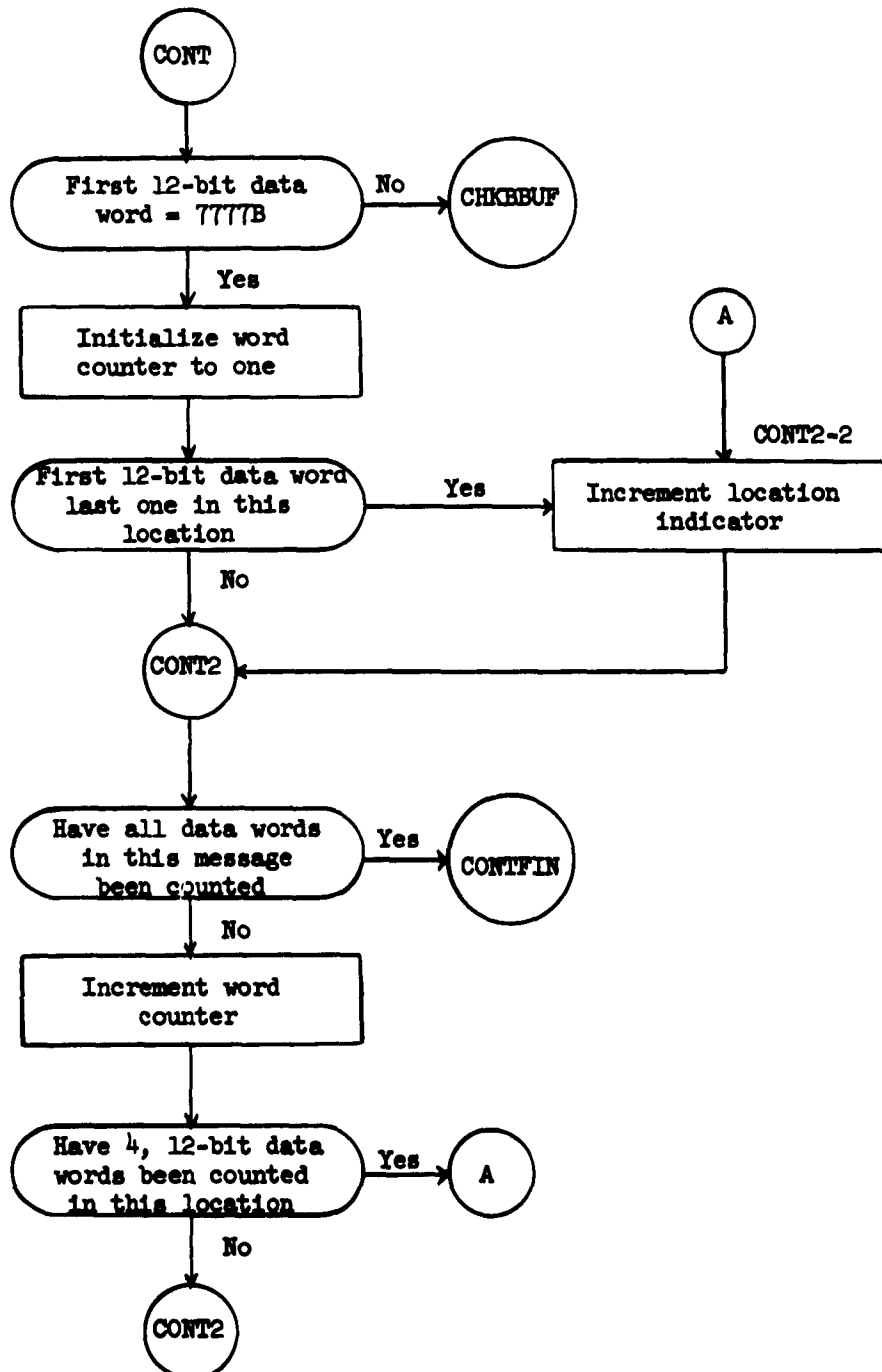 CONT
First 12-bit data
word = 7777B
No
CHKBBUF
Yes
Initialize word
counter to one
A
CONT2-2
First 12-bit data word
last one in this
location
Yes
Increment location
indicator
No
CONT2
Have all data words
in this message
been counted
Yes
CONTFIN
No
Increment word
counter
Have 4, 12-bit data
words been counted
in this location
Yes
A
No
CONT2